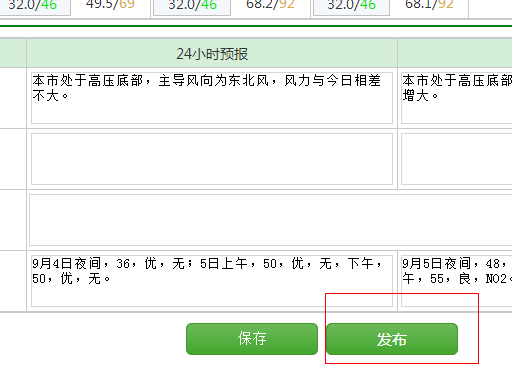 32.0/46 49.5/69 32.0/46 68.2/92 32.0/46 68.1/92
24小时预报
本市处于高压底部，主导风向为东北风，风力与今日相差
不大。
本市处于高压底部
增大。
9月4日夜间，36，优，无；5日上午，50，优，无，下午，
50，优，无。
9月5日夜间，48，
午，55，良，NO2。
保存 发布